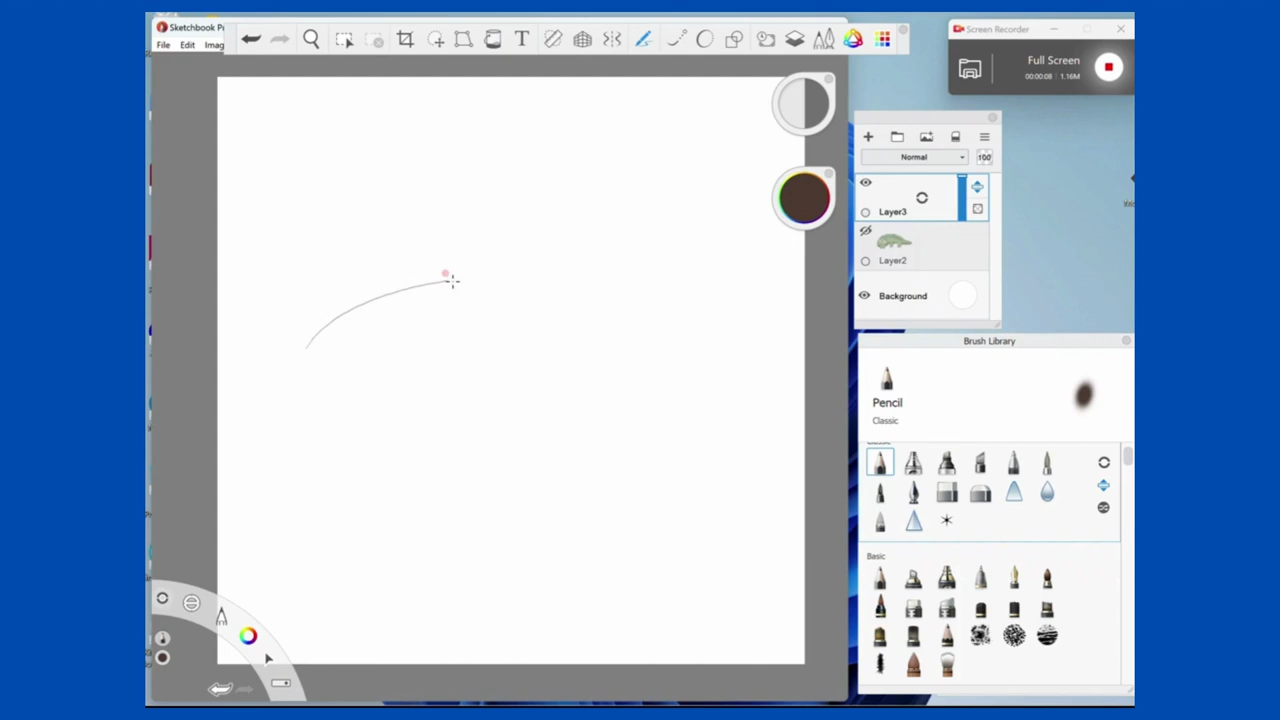 Sketchbook P
File Edit Imag
T
Screen Recorder
Full Screen
00:00:08 1.16M
Normal
100
Layer3
Layer2
Background
Brush Library
Pencil
Classic
Basic